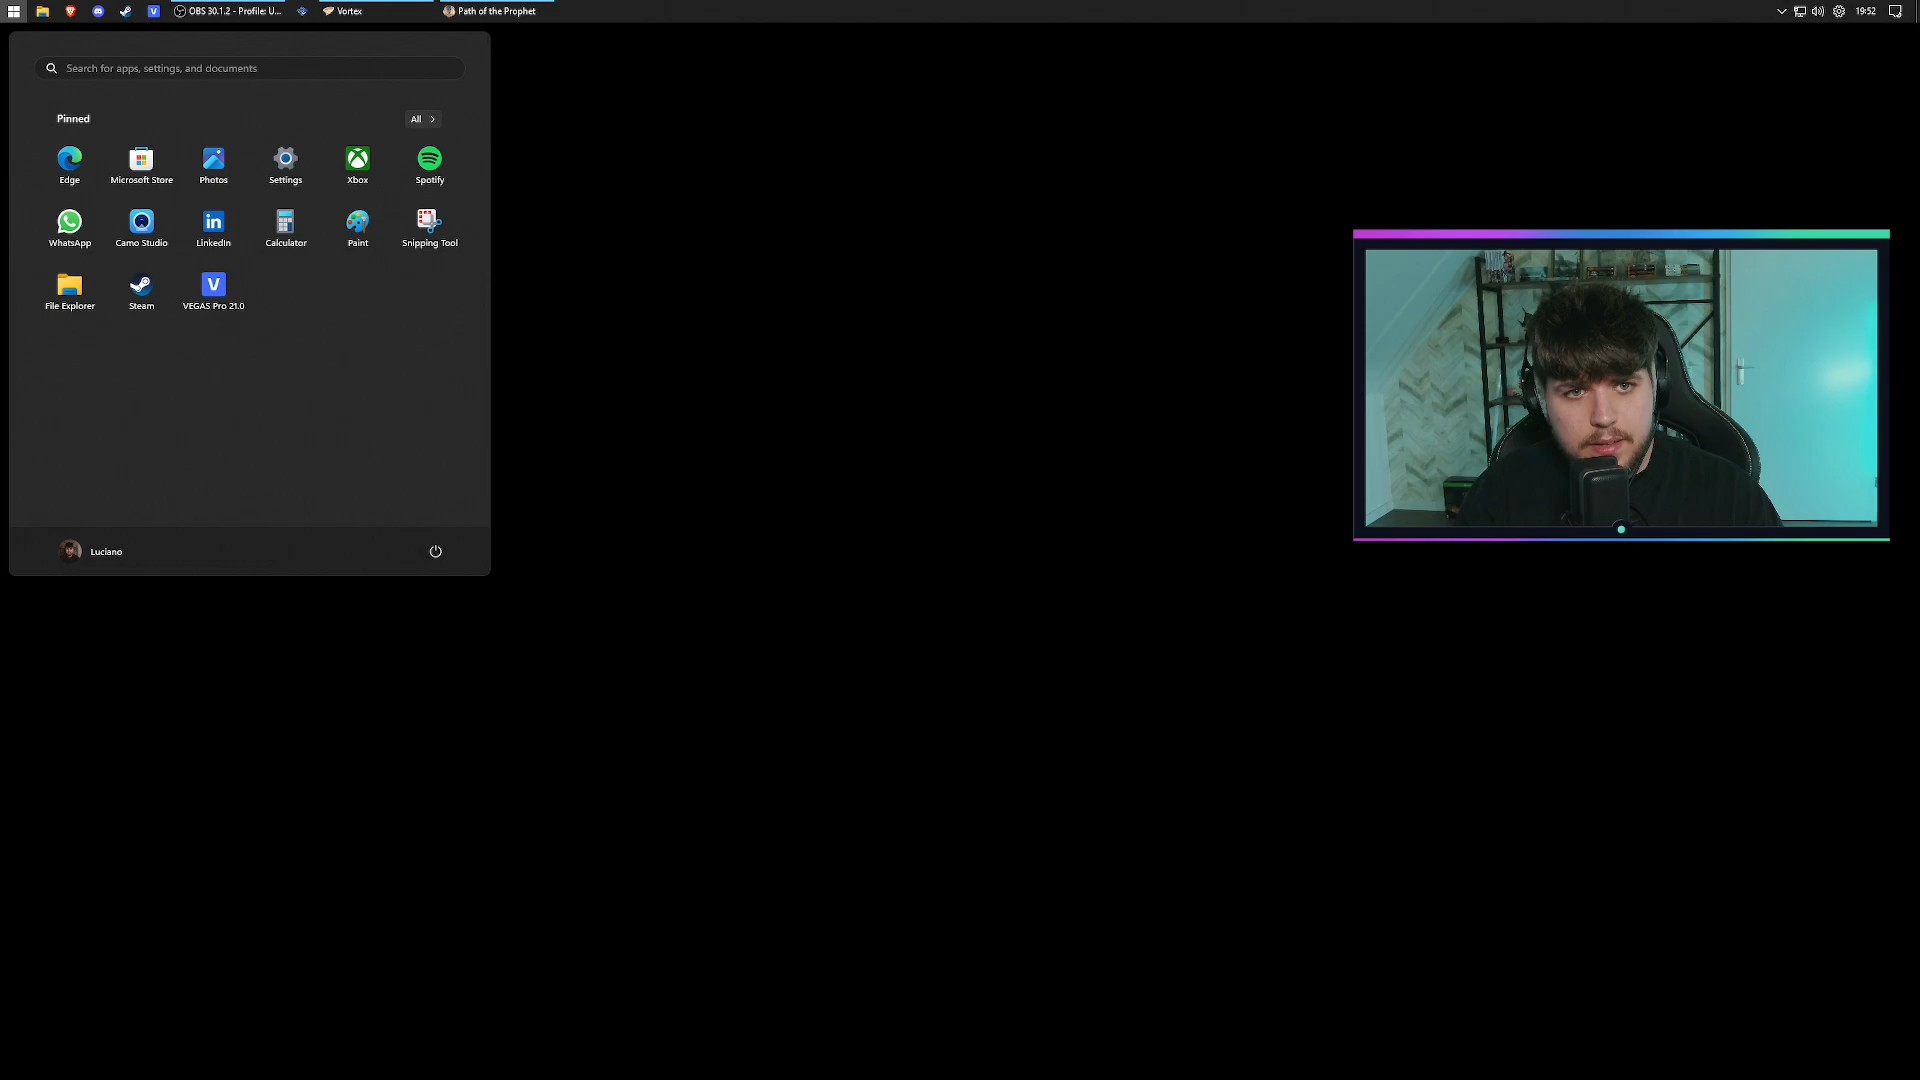 OBS 30.1.2 - Profile: U... Vortex Path of the Prophet 19:52
Search for apps, settings, and documents
Pinned All
Edge Microsoft Store Photos Settings Xbox Spotify
WhatsApp Camo Studio LinkedIn Calculator Paint Snipping Tool
File Explorer Steam VEGAS Pro 21.0
Luciano